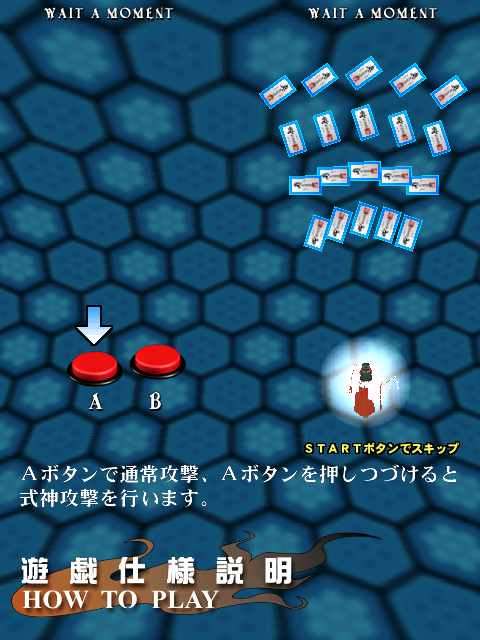 WAIT A MOMENT
WAIT A MOMENT
A
B
STARTボタンでスキップ
Aボタンで通常攻撃、Aボタンを押しつづけると
式神攻撃を行います。
遊戯仕様説明
HOW TO PLAY